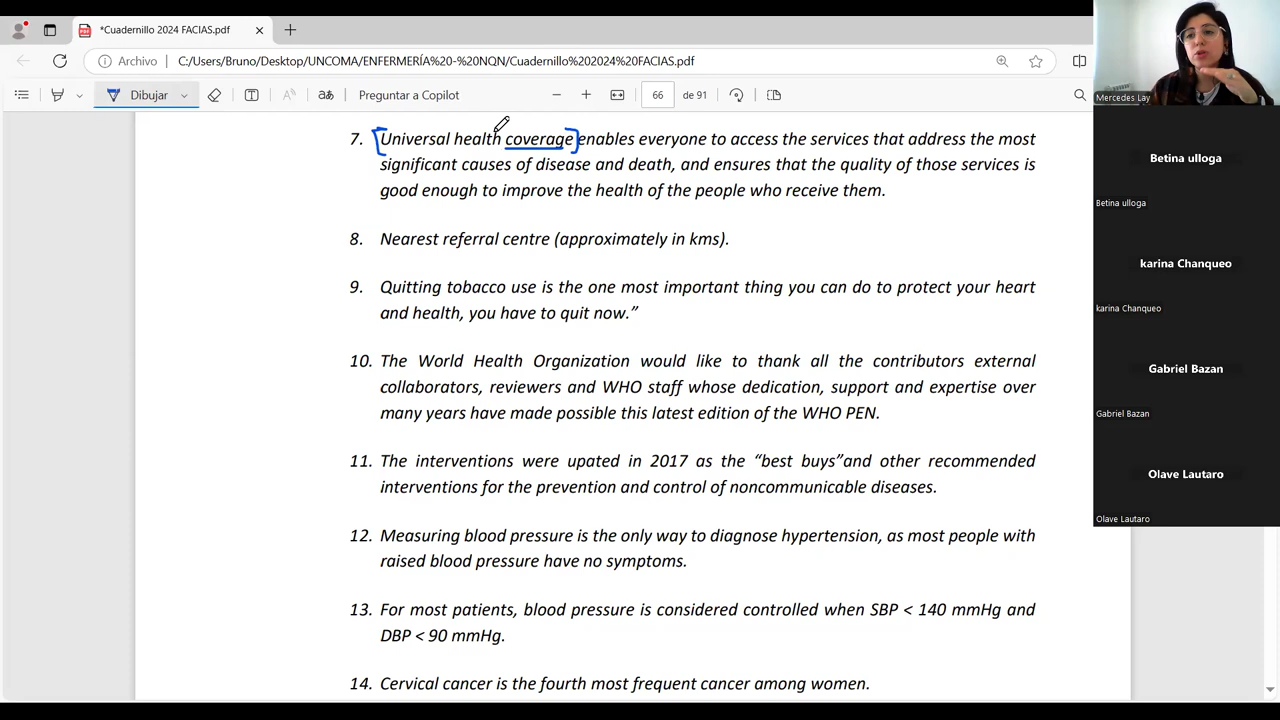 *Cuadernillo 2024 FACIAS.pdf
Archivo C:/Users/Bruno/Desktop/UNCOMA/ENFERMERÍA%20-%20NQN/Cuadernillo%202024%20FACIAS.pdf
Dibujar
Preguntar a Copilot
66 de 91
7. Universal health coverage enables everyone to access the services that address the most
significant causes of disease and death, and ensures that the quality of those services is
good enough to improve the health of the people who receive them.
8. Nearest referral centre (approximately in kms).
9. Quitting tobacco use is the one most important thing you can do to protect your heart
and health, you have to quit now.”
10. The World Health Organization would like to thank all the contributors external
collaborators, reviewers and WHO staff whose dedication, support and expertise over
many years have made possible this latest edition of the WHO PEN.
11. The interventions were upated in 2017 as the “best buys”and other recommended
interventions for the prevention and control of noncommunicable diseases.
12. Measuring blood pressure is the only way to diagnose hypertension, as most people with
raised blood pressure have no symptoms.
13. For most patients, blood pressure is considered controlled when SBP < 140 mmHg and
DBP < 90 mmHg.
14. Cervical cancer is the fourth most frequent cancer among women.
Mercedes Lay
Betina ulloga
Betina ulloga
karina Chanqueo
karina Chanqueo
Gabriel Bazan
Gabriel Bazan
Olave Lautaro
Olave Lautaro